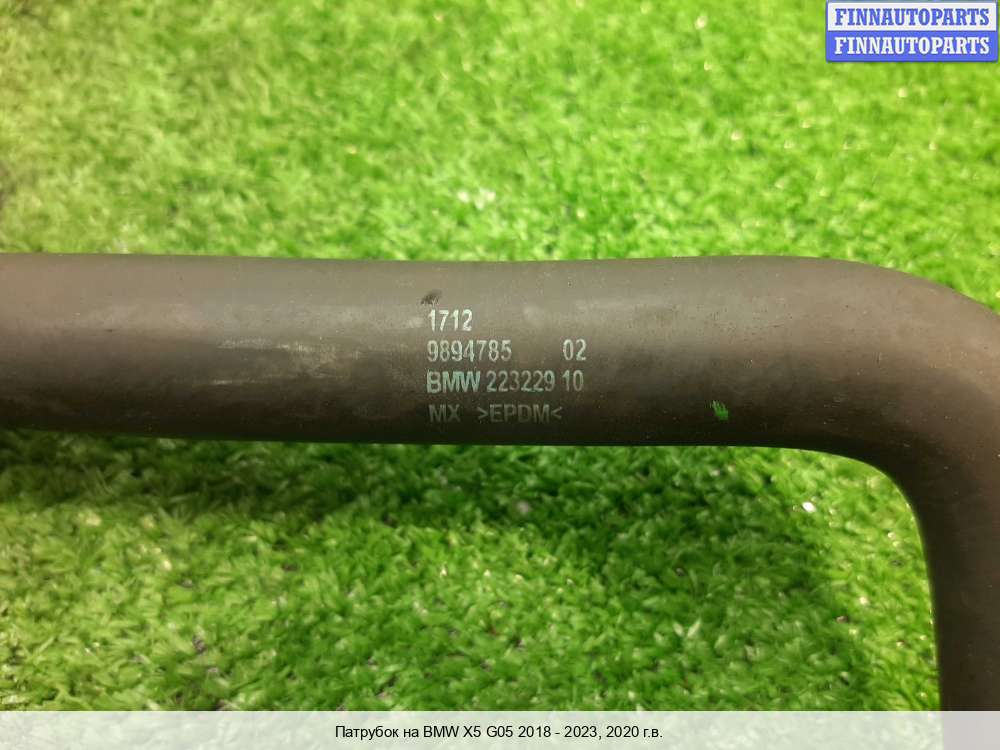 FINNAUTOPARTS
FINNAUTOPARTS
1712
9894785 02
BMW 223229 10
MX >EPDM<
Патрубок на BMW X5 G05 2018 - 2023, 2020 г.в.